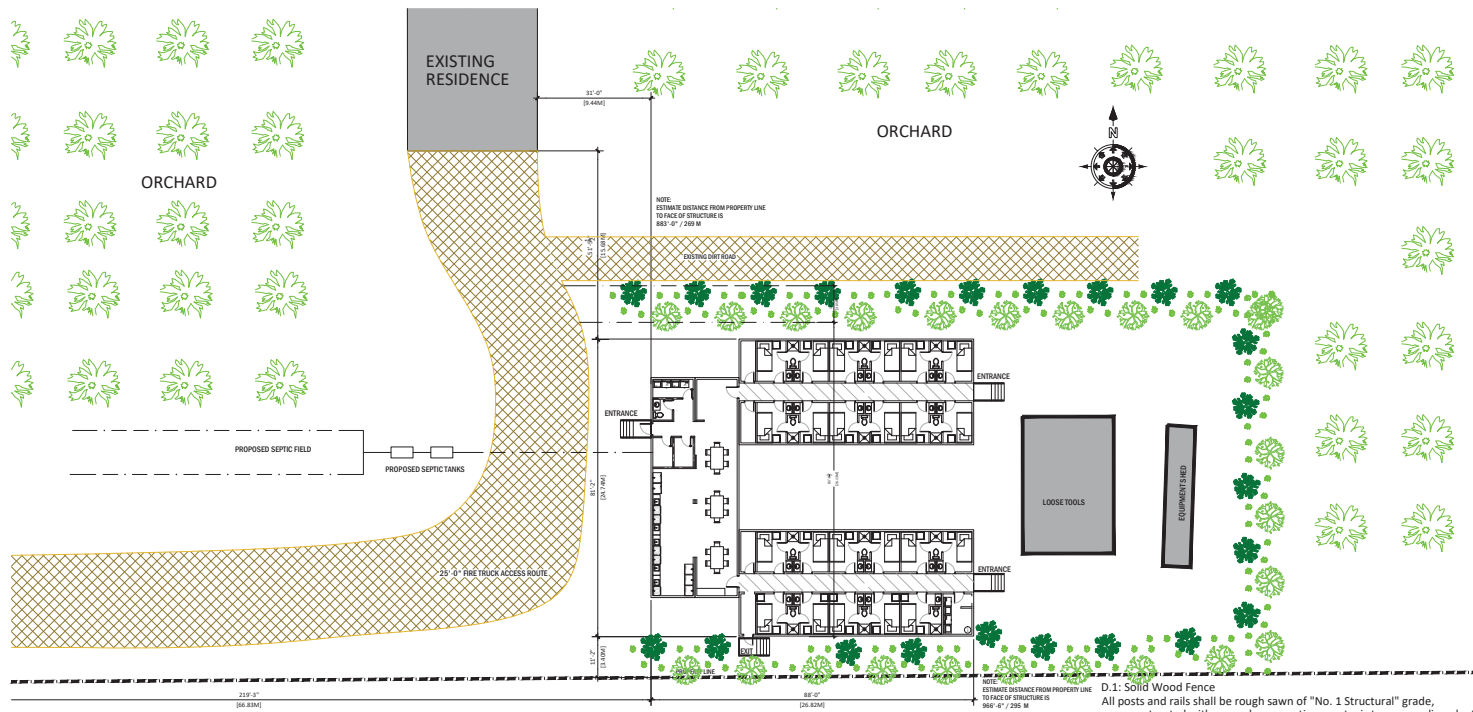 EXISTING
RESIDENCE
31'-0"
[9.44M]
ORCHARD
N
ORCHARD
NOTE:
ESTIMATE DISTANCE FROM PROPERTY LINE
TO FACE OF STRUCTURE IS
883'-0" / 269 M
EXISTING DIRT ROAD
ENTRANCE
ENTRANCE
PROPOSED SEPTIC FIELD
PROPOSED SEPTIC TANKS
81'-2"
[24.74M]
LOOSE TOOLS
EQUIPMENT SHED
25'-0" FIRE TRUCK ACCESS ROUTE
ENTRANCE
EXIT
11'-2"
[3.40M]
219'-3"
[66.83M]
88'-0"
[26.82M]
NOTE:
ESTIMATE DISTANCE FROM PROPERTY LINE
TO FACE OF STRUCTURE IS
966'-6" / 295 M
D.1: Solid Wood Fence
All posts and rails shall be rough sawn of "No. 1 Structural" grade,